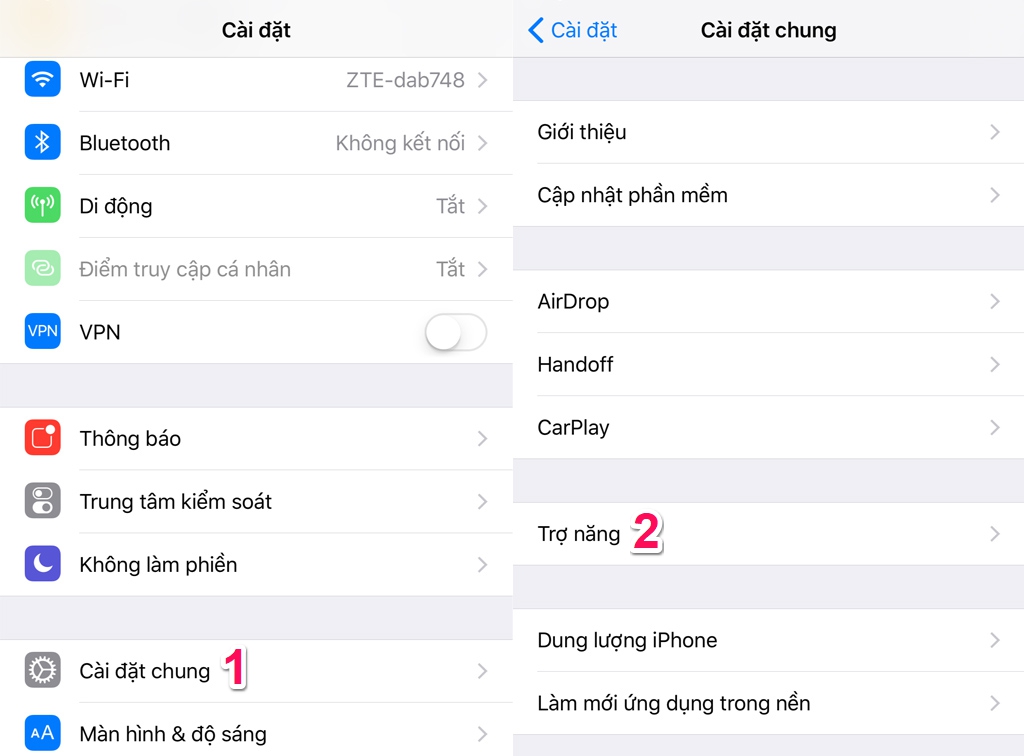 Cài đặt
Wi-Fi ZTE-dab748
Bluetooth Không kết nối
Di động Tắt
Điểm truy cập cá nhân Tắt
VPN VPN
Thông báo
Trung tâm kiểm soát
Không làm phiền
Cài đặt chung 1
AA Màn hình & độ sáng
Cài đặt Cài đặt chung
Giới thiệu
Cập nhật phần mềm
AirDrop
Handoff
CarPlay
Trợ năng 2
Dung lượng iPhone
Làm mới ứng dụng trong nền